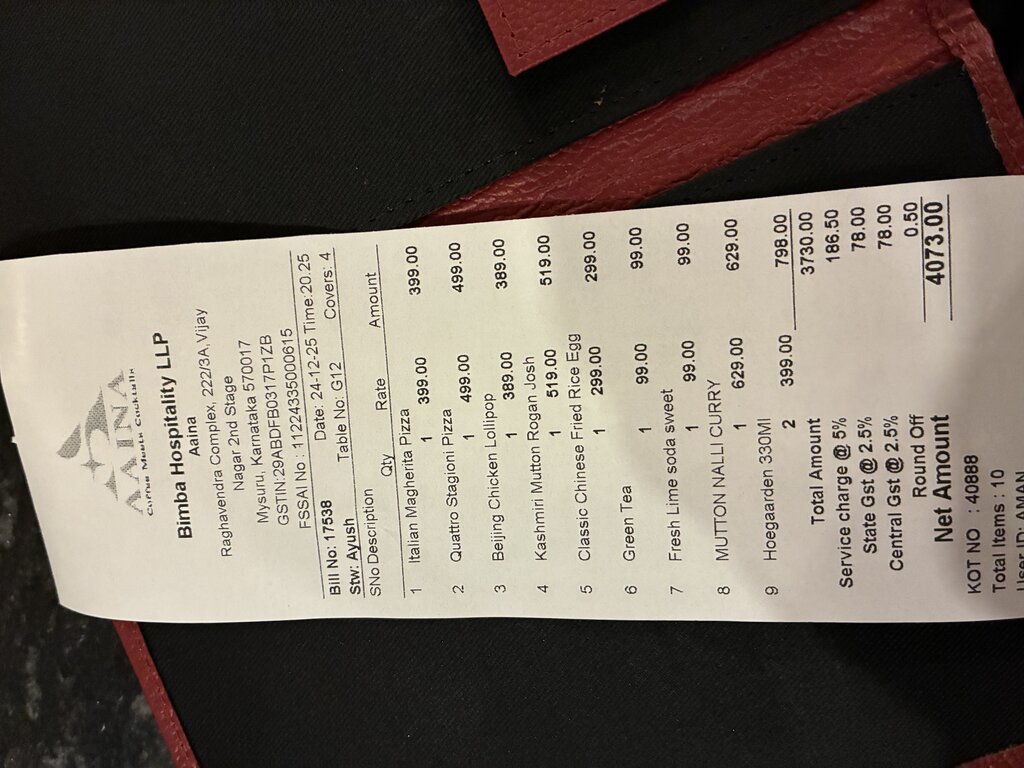 AAINA
Coffee Meets Cocktails
Bimba Hospitality LLP
Aaina
Raghavendra Complex, 222/3A, Vijay
Nagar 2nd Stage
Mysuru, Karnataka 570017
GSTIN:29ABDFB0317P1ZB
FSSAI No : 11224335000615
Bill No: 17538 Date: 24-12-25 Time:20.25
Stw: Ayush Table No: G12 Covers: 4
SNo Description Qty Rate Amount
1 Italian Magherita Pizza
1 399.00 399.00
2 Quattro Stagioni Pizza
1 499.00 499.00
3 Beijing Chicken Lollipop
1 389.00 389.00
4 Kashmiri Mutton Rogan Josh
1 519.00 519.00
5 Classic Chinese Fried Rice Egg
1 299.00 299.00
6 Green Tea
1 99.00 99.00
7 Fresh Lime soda sweet
1 99.00 99.00
8 MUTTON NALLI CURRY
1 629.00 629.00
9 Hoegaarden 330Ml
2 399.00 798.00
Total Amount 3730.00
Service charge @ 5% 186.50
State Gst @ 2.5% 78.00
Central Gst @ 2.5% 78.00
Round Off 0.50
Net Amount 4073.00
KOT NO : 40888
Total Items : 10
User ID: AMAN